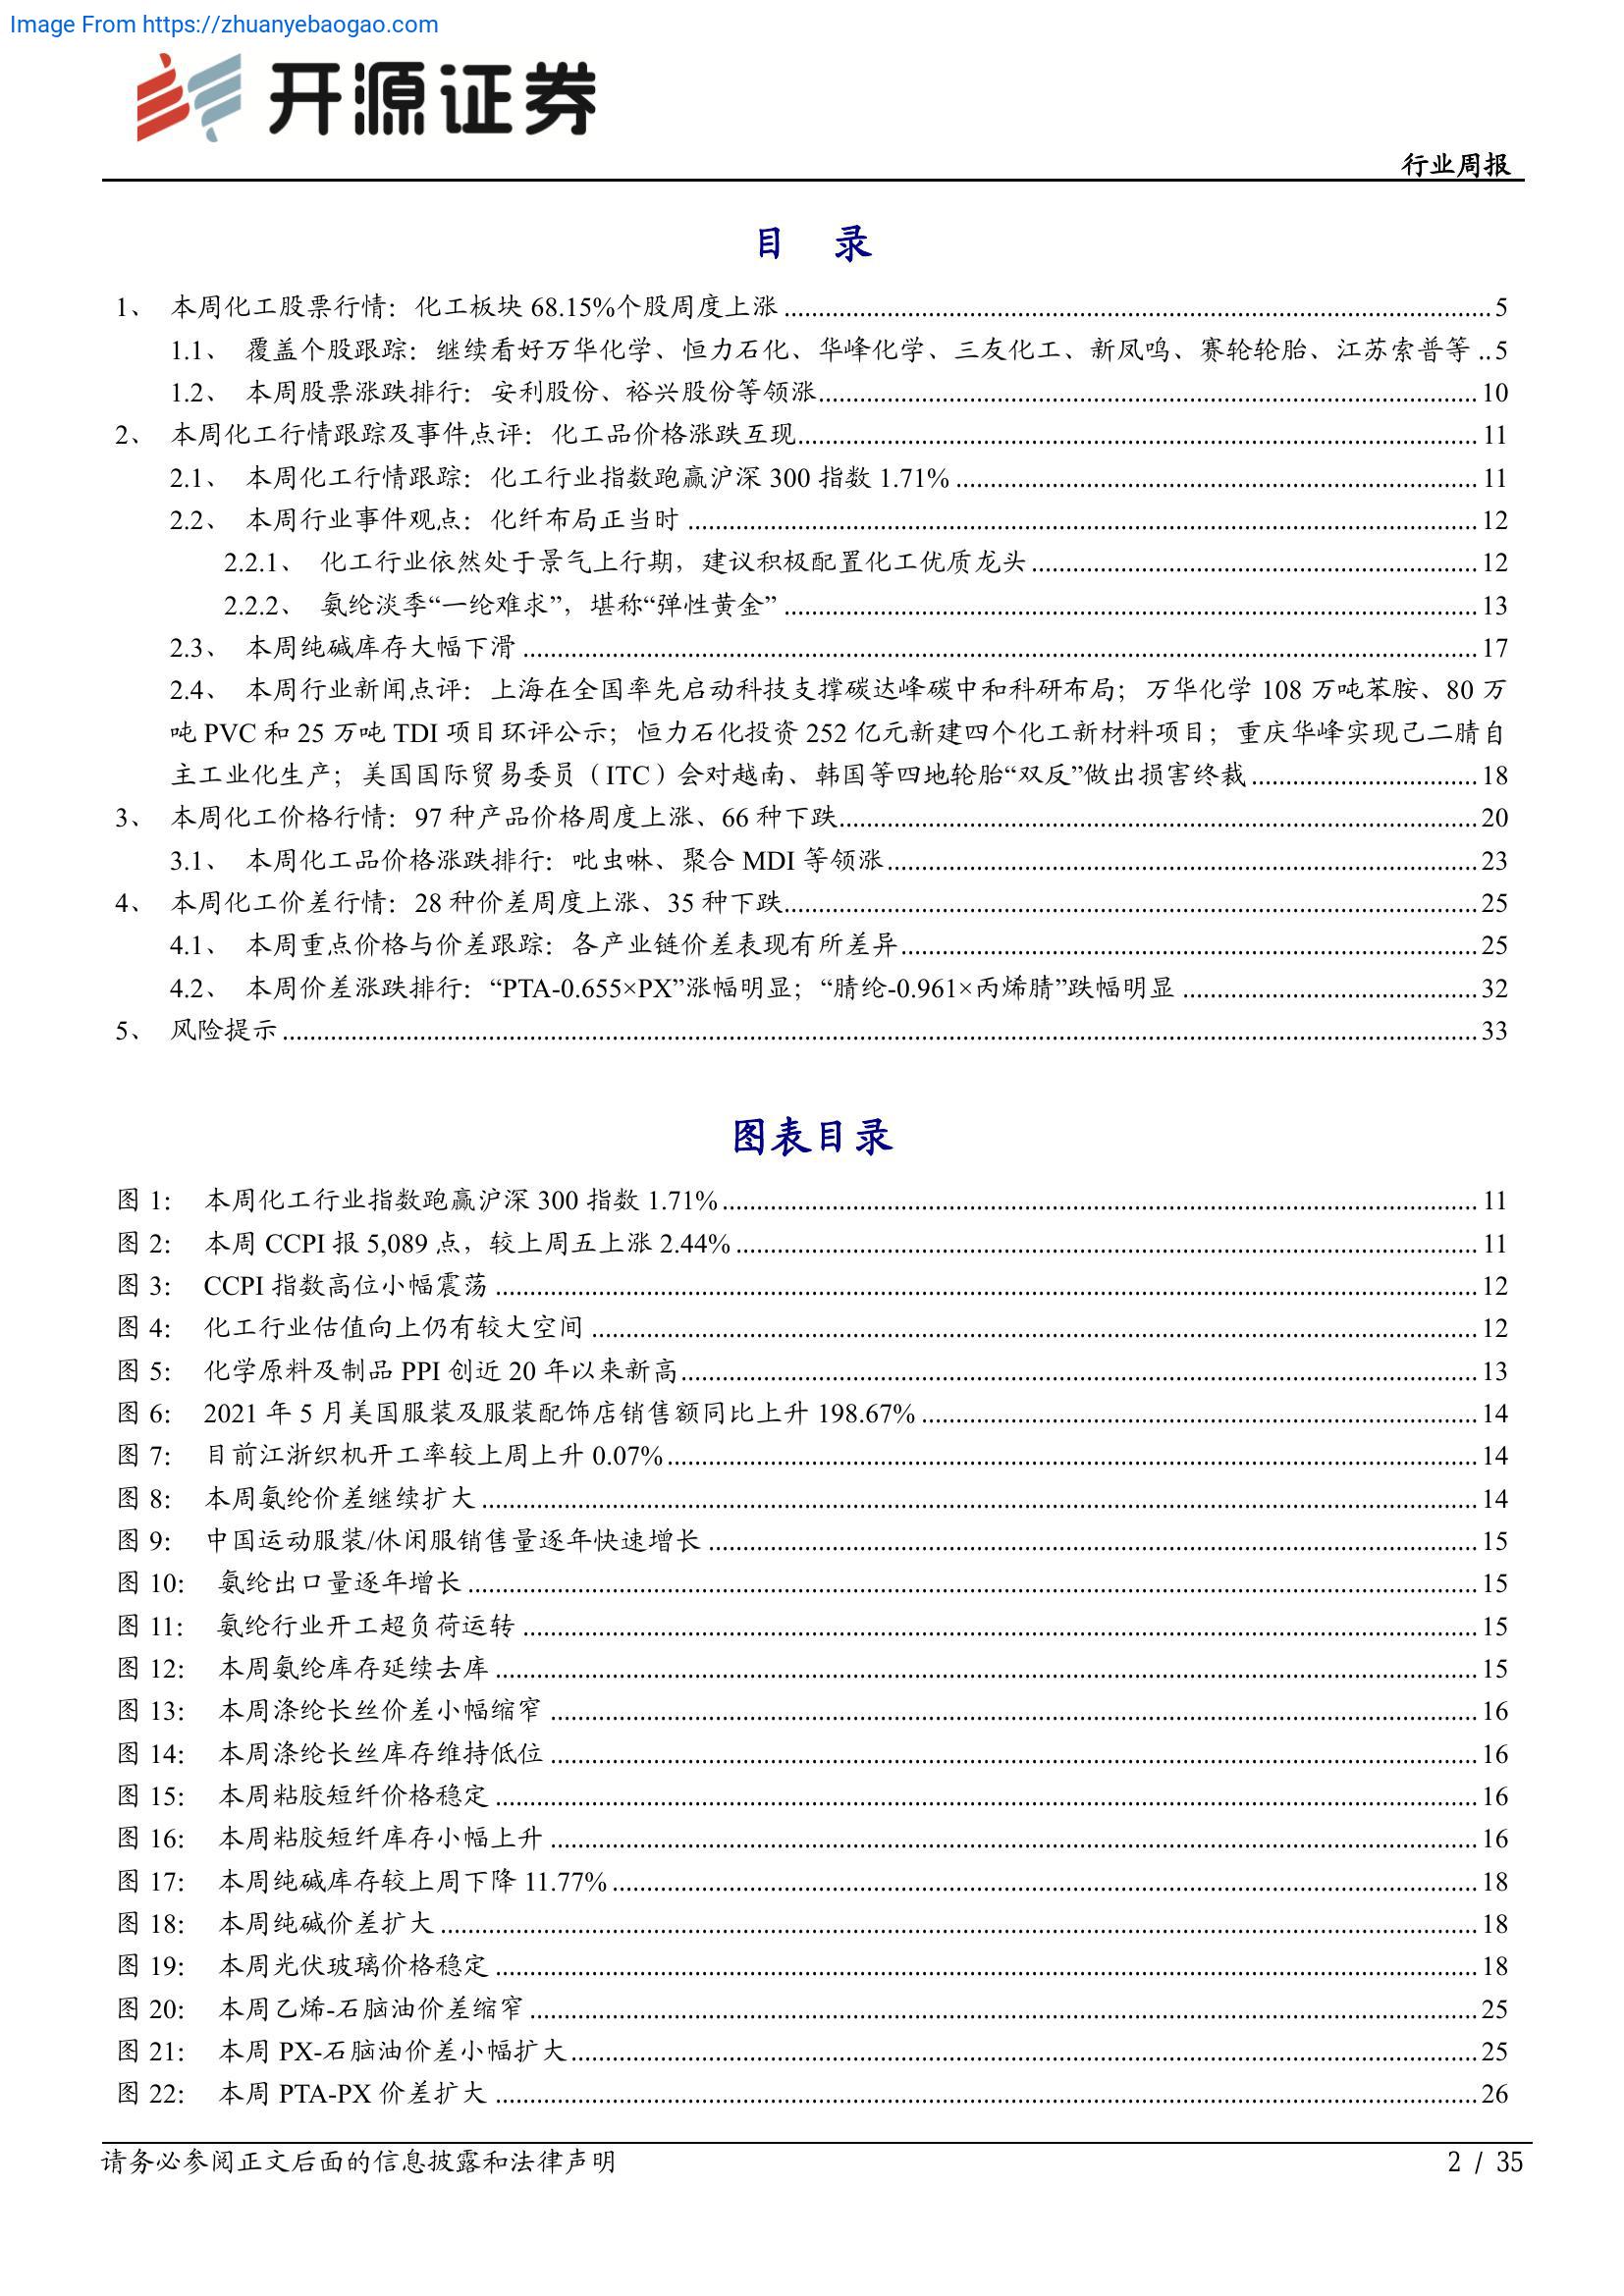 Image From https://zhuanyebaogao.com
开源证券
行业周报
目 录
1、 本周化工股票行情：化工板块 68.15%个股周度上涨 ........ 5
1.1、 覆盖个股跟踪：继续看好万华化学、恒力石化、华峰化学、三友化工、新凤鸣、赛轮轮胎、江苏索普等 ..5
1.2、 本周股票涨跌排行：安利股份、裕兴股份等领涨........ 10
2、 本周化工行情跟踪及事件点评：化工品价格涨跌互现........ 11
2.1、 本周化工行情跟踪：化工行业指数跑赢沪深 300 指数 1.71% ........ 11
2.2、 本周行业事件观点：化纤布局正当时 ........ 12
2.2.1、 化工行业依然处于景气上行期，建议积极配置化工优质龙头 ........ 12
2.2.2、 氨纶淡季“一纶难求”，堪称“弹性黄金” ........ 13
2.3、 本周纯碱库存大幅下滑 ........ 17
2.4、 本周行业新闻点评：上海在全国率先启动科技支撑碳达峰碳中和科研布局；万华化学 108 万吨苯胺、80 万
吨 PVC 和 25 万吨 TDI 项目环评公示；恒力石化投资 252 亿元新建四个化工新材料项目；重庆华峰实现己二腈自
主工业化生产；美国国际贸易委员（ITC）会对越南、韩国等四地轮胎“双反”做出损害终裁 ........ 18
3、 本周化工价格行情：97 种产品价格周度上涨、66 种下跌........ 20
3.1、 本周化工品价格涨跌排行：吡虫啉、聚合 MDI 等领涨........ 23
4、 本周化工价差行情：28 种价差周度上涨、35 种下跌........ 25
4.1、 本周重点价格与价差跟踪：各产业链价差表现有所差异........ 25
4.2、 本周价差涨跌排行：“PTA-0.655×PX”涨幅明显；“腈纶-0.961×丙烯腈”跌幅明显 ........ 32
5、 风险提示 ........ 33
图表目录
图 1： 本周化工行业指数跑赢沪深 300 指数 1.71% ........ 11
图 2： 本周 CCPI 报 5,089 点，较上周五上涨 2.44% ........ 11
图 3： CCPI 指数高位小幅震荡 ........ 12
图 4： 化工行业估值向上仍有较大空间 ........ 12
图 5： 化学原料及制品 PPI 创近 20 年以来新高........ 13
图 6： 2021 年 5 月美国服装及服装配饰店销售额同比上升 198.67% ........ 14
图 7： 目前江浙织机开工率较上周上升 0.07% ........ 14
图 8： 本周氨纶价差继续扩大 ........ 14
图 9： 中国运动服装/休闲服销售量逐年快速增长 ........ 15
图 10： 氨纶出口量逐年增长 ........ 15
图 11： 氨纶行业开工超负荷运转 ........ 15
图 12： 本周氨纶库存延续去库 ........ 15
图 13： 本周涤纶长丝价差小幅缩窄 ........ 16
图 14： 本周涤纶长丝库存维持低位 ........ 16
图 15： 本周粘胶短纤价格稳定 ........ 16
图 16： 本周粘胶短纤库存小幅上升 ........ 16
图 17： 本周纯碱库存较上周下降 11.77% ........ 18
图 18： 本周纯碱价差扩大 ........ 18
图 19： 本周光伏玻璃价格稳定 ........ 18
图 20： 本周乙烯-石脑油价差缩窄 ........ 25
图 21： 本周 PX-石脑油价差小幅扩大 ........ 25
图 22： 本周 PTA-PX 价差扩大 ........ 26
请务必参阅正文后面的信息披露和法律声明
2 / 35